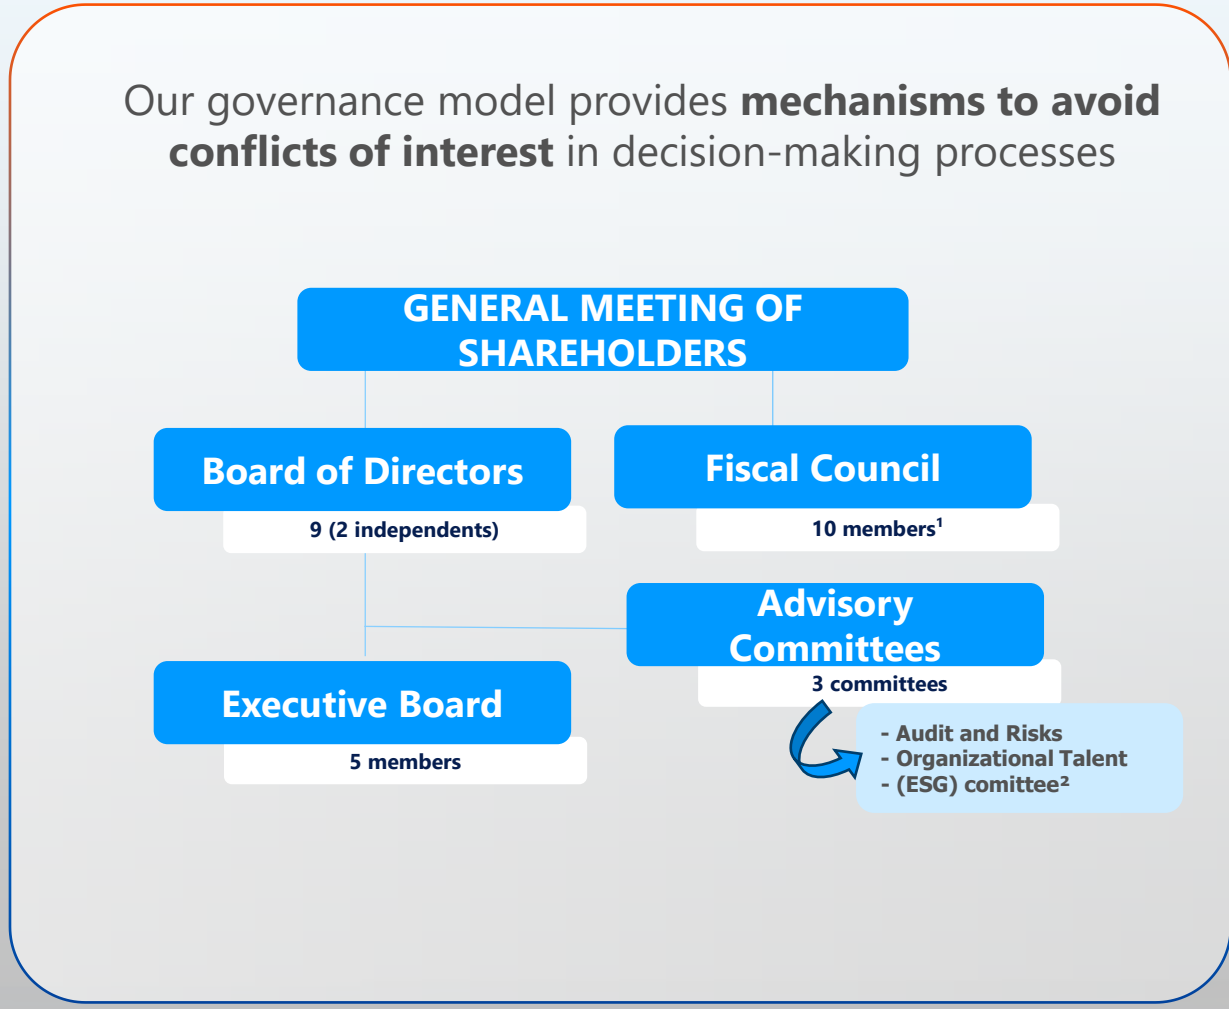 Our governance model provides mechanisms to avoid
conflicts of interest in decision-making processes
GENERAL MEETING OF
SHAREHOLDERS
Board of Directors
9 (2 independents)
Fiscal Council
10 members¹
Advisory
Committees
3 committees
- Audit and Risks
- Organizational Talent
- (ESG) comittee²
Executive Board
5 members